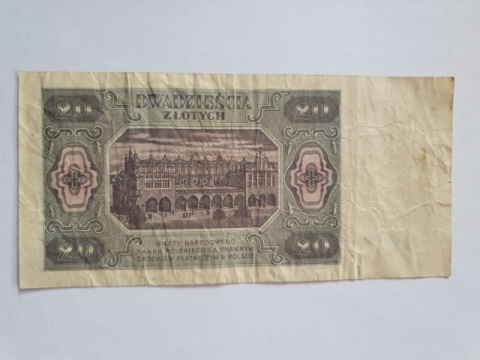 20 DWADZIEŚCIA 20
ZŁOTYCH
BILETY NARODOWEGO
BANKU POLSKIEGO SĄ PRAWNYM
ŚRODKIEM PŁATNICZYM W POLSCE
20 20